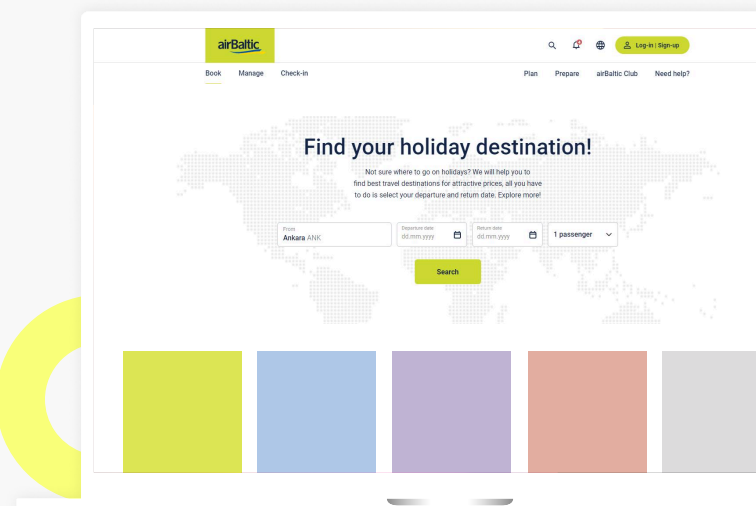 airBaltic
Log-in | Sign-up
Book Manage Check-in Plan Prepare airBaltic Club Need help?
Find your holiday destination!
Not sure where to go on holidays? We will help you to
find best travel destinations for attractive prices, all you have
to do is select your departure and return date. Explore more!
From
Ankara ANK
Departure date
dd.mm.yyyy
Return date
dd.mm.yyyy
1 passenger
Search